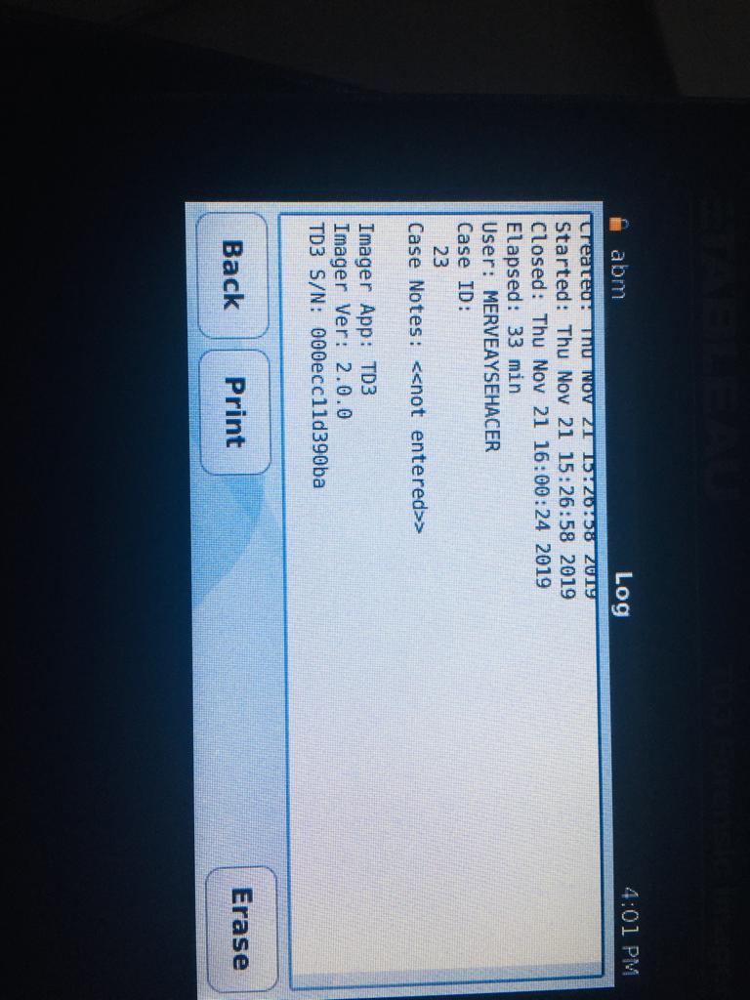 TABLEAU
abm
Log
4:01 PM
Created: Thu Nov 21 15:26:58 2019
Started: Thu Nov 21 15:26:58 2019
Closed: Thu Nov 21 16:00:24 2019
Elapsed: 33 min
User: MERVEAYSEHACER
Case ID:
23
Case Notes: <<not entered>>
Imager App: TD3
Imager Ver: 2.0.0
TD3 S/N: 000ecc11d390ba
Back
Print
Erase